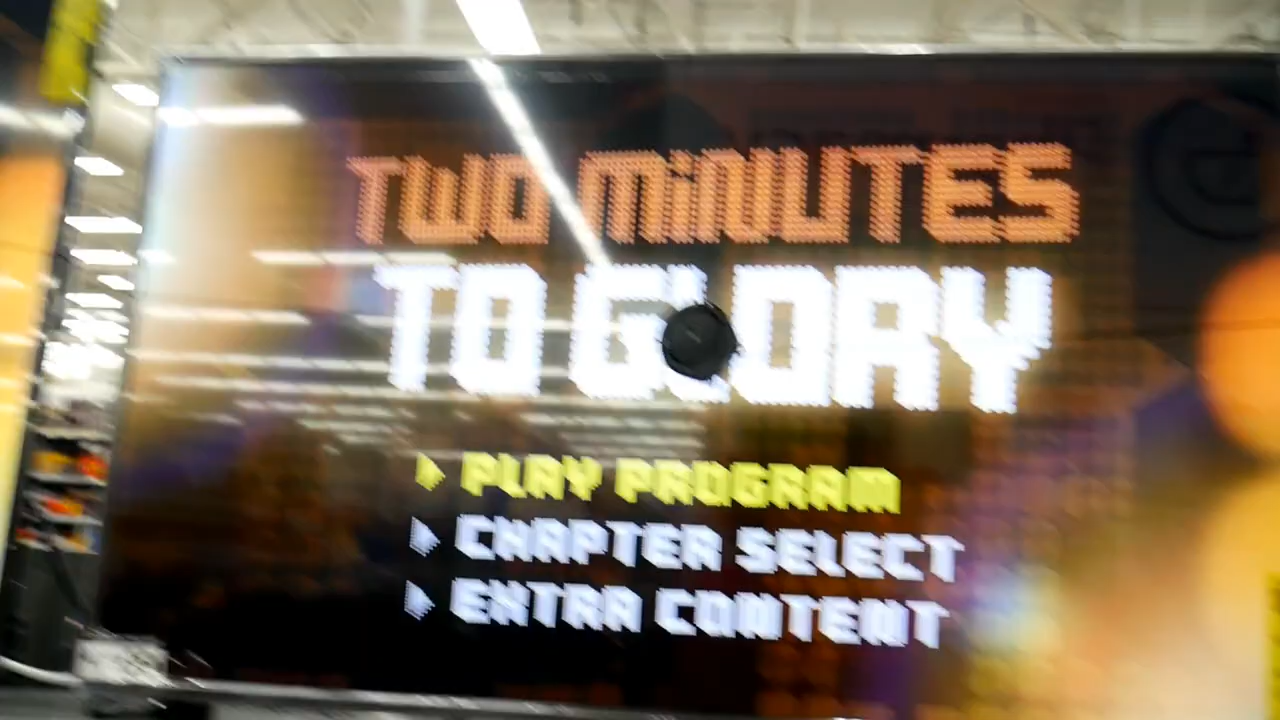 TWO MINUTES
TO GLORY
PLAY PROGRAM
CHAPTER SELECT
EXTRA CONTENT